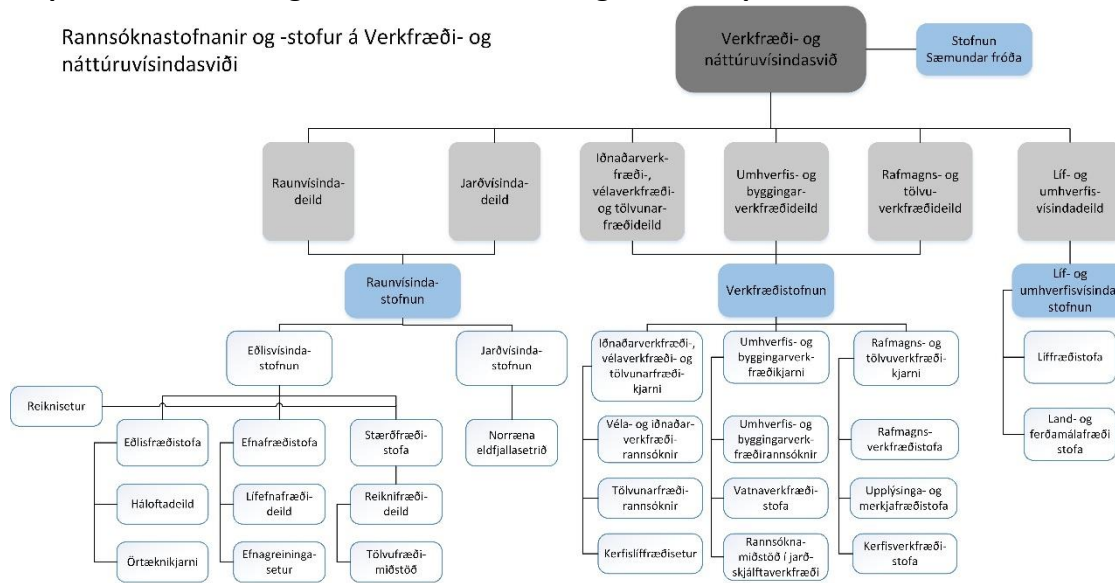 Rannsóknastofnanir og -stofur á Verkfræði- og
náttúruvísindasviði
Verkfræði- og
náttúruvísindasvið
Stofnun
Sæmundar fróða
Raunvísinda-
deild
Jarðvísinda-
deild
Iðnaðarverk-
fræði-,
vélaverkfræði-
og tölvunar-
fræðideild
Umhverfis- og
byggingar-
verkfræðideild
Rafmagns- og
tölvu-
verkfræðideild
Líf- og
umhverfis-
vísindadeild
Raunvísinda-
stofnun
Verkfræðistofnun
Líf- og
umhverfisvísinda
stofnun
Eðlisvísinda-
stofnun
Jarðvísinda-
stofnun
Iðnaðarverkfræði-,
vélaverkfræði- og
tölvunarfræði-
kjarni
Umhverfis- og
byggingarverk-
fræðikjarni
Rafmagns- og
tölvuverkfræði-
kjarni
Líffræðistofa
Reiknisetur
Eðlisfræðistofa
Efnafræðistofa
Stærðfræði-
stofa
Norræna
eldfjallasetrið
Véla- og iðnaðar-
verkfræði-
rannsóknir
Umhverfis- og
byggingarverk-
fræðirannsóknir
Rafmagns-
verkfræðistofa
Land- og
ferðamálafræði
stofa
Háloftadeild
Lífefnafræði-
deild
Reiknifræði-
deild
Tölvunarfræði-
rannsóknir
Vatnaverkfræði-
stofa
Upplýsinga- og
merkjafræðistofa
Örtæknikjarni
Efnagreininga-
setur
Tölvufræði-
miðstöð
Kerfislíffræðisetur
Rannsókna-
miðstöð í jarð-
skjálftaverkfræði
Kerfisverkfræði-
stofa